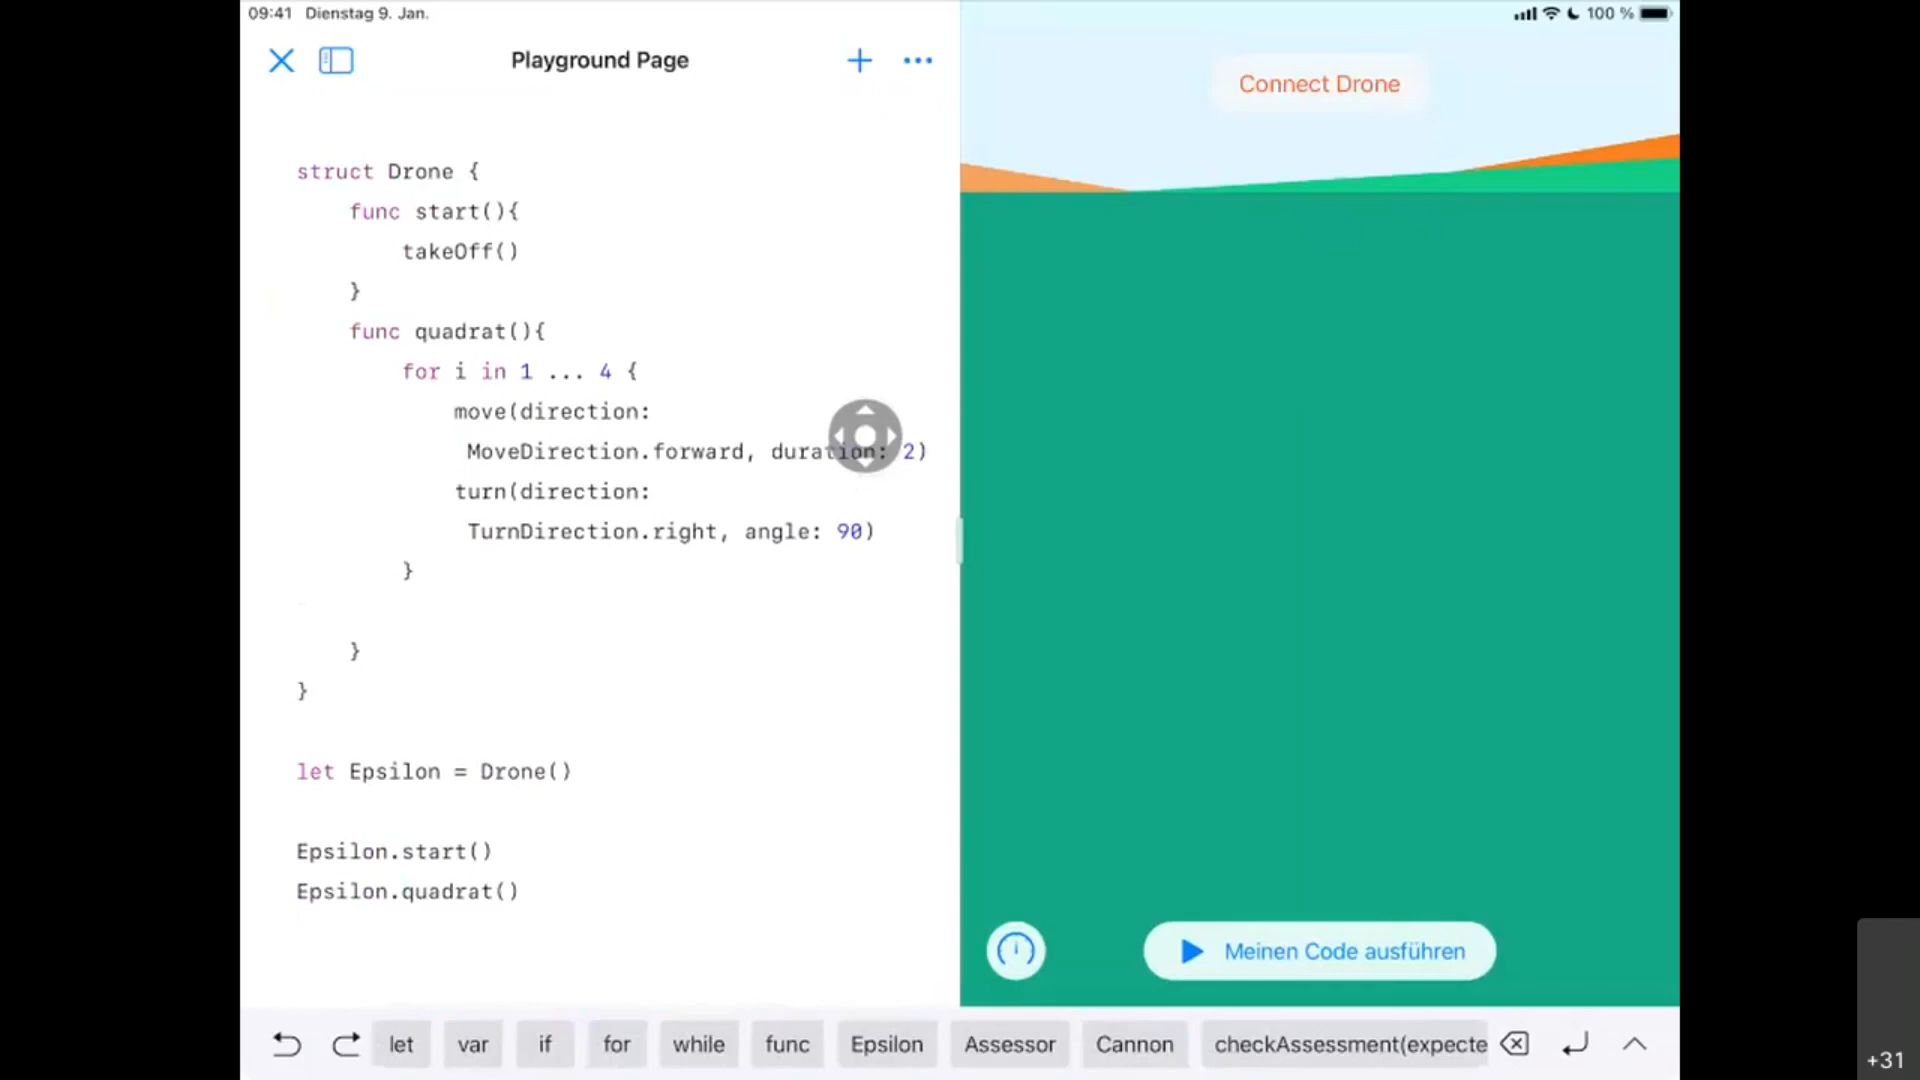 09:41 Dienstag 9. Jan.
100 %
Playground Page
Connect Drone
struct Drone {
func start(){
takeOff()
}
func quadrat(){
for i in 1 ... 4 {
move(direction:
MoveDirection.forward, duration: 2)
turn(direction:
TurnDirection.right, angle: 90)
}
}
}
let Epsilon = Drone()
Epsilon.start()
Epsilon.quadrat()
Meinen Code ausführen
let var if for while func Epsilon Assessor Cannon checkAssessment(expecte
+31